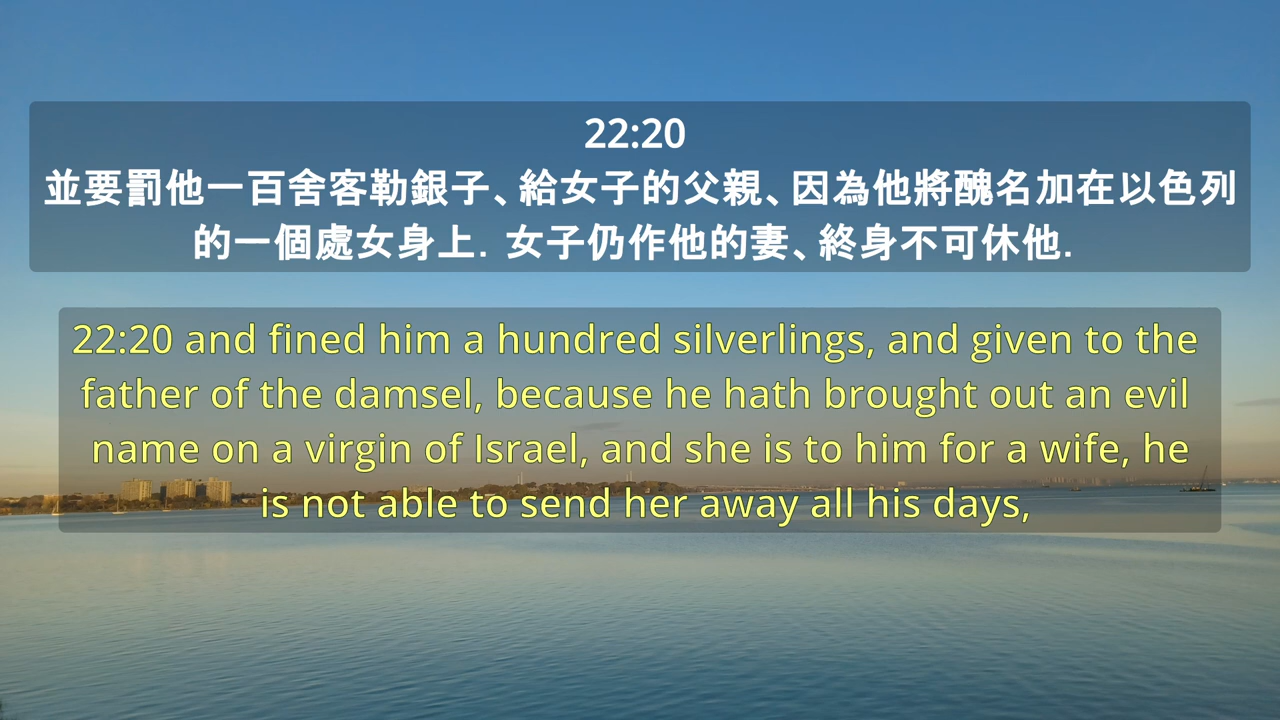 22:20
並要罰他一百舍客勒銀子、給女子的父親、因為他將醜名加在以色列
的一個處女身上. 女子仍作他的妻、終身不可休他.
22:20 and fined him a hundred silverlings, and given to the
father of the damsel, because he hath brought out an evil
name on a virgin of Israel, and she is to him for a wife, he
is not able to send her away all his days,